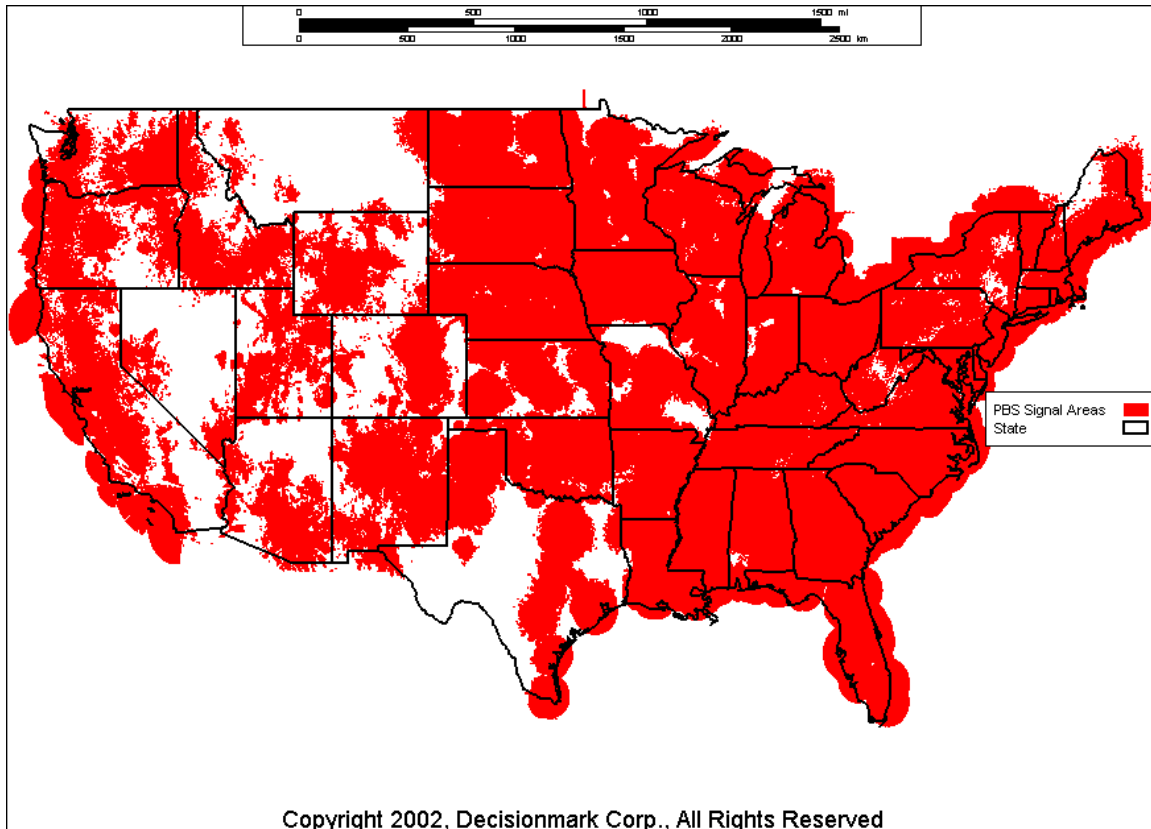 0 500 1000 1500 mi
0 500 1000 1500 2000 2500 km
PBS Signal Areas
State
Copyright 2002, Decisionmark Corp., All Rights Reserved